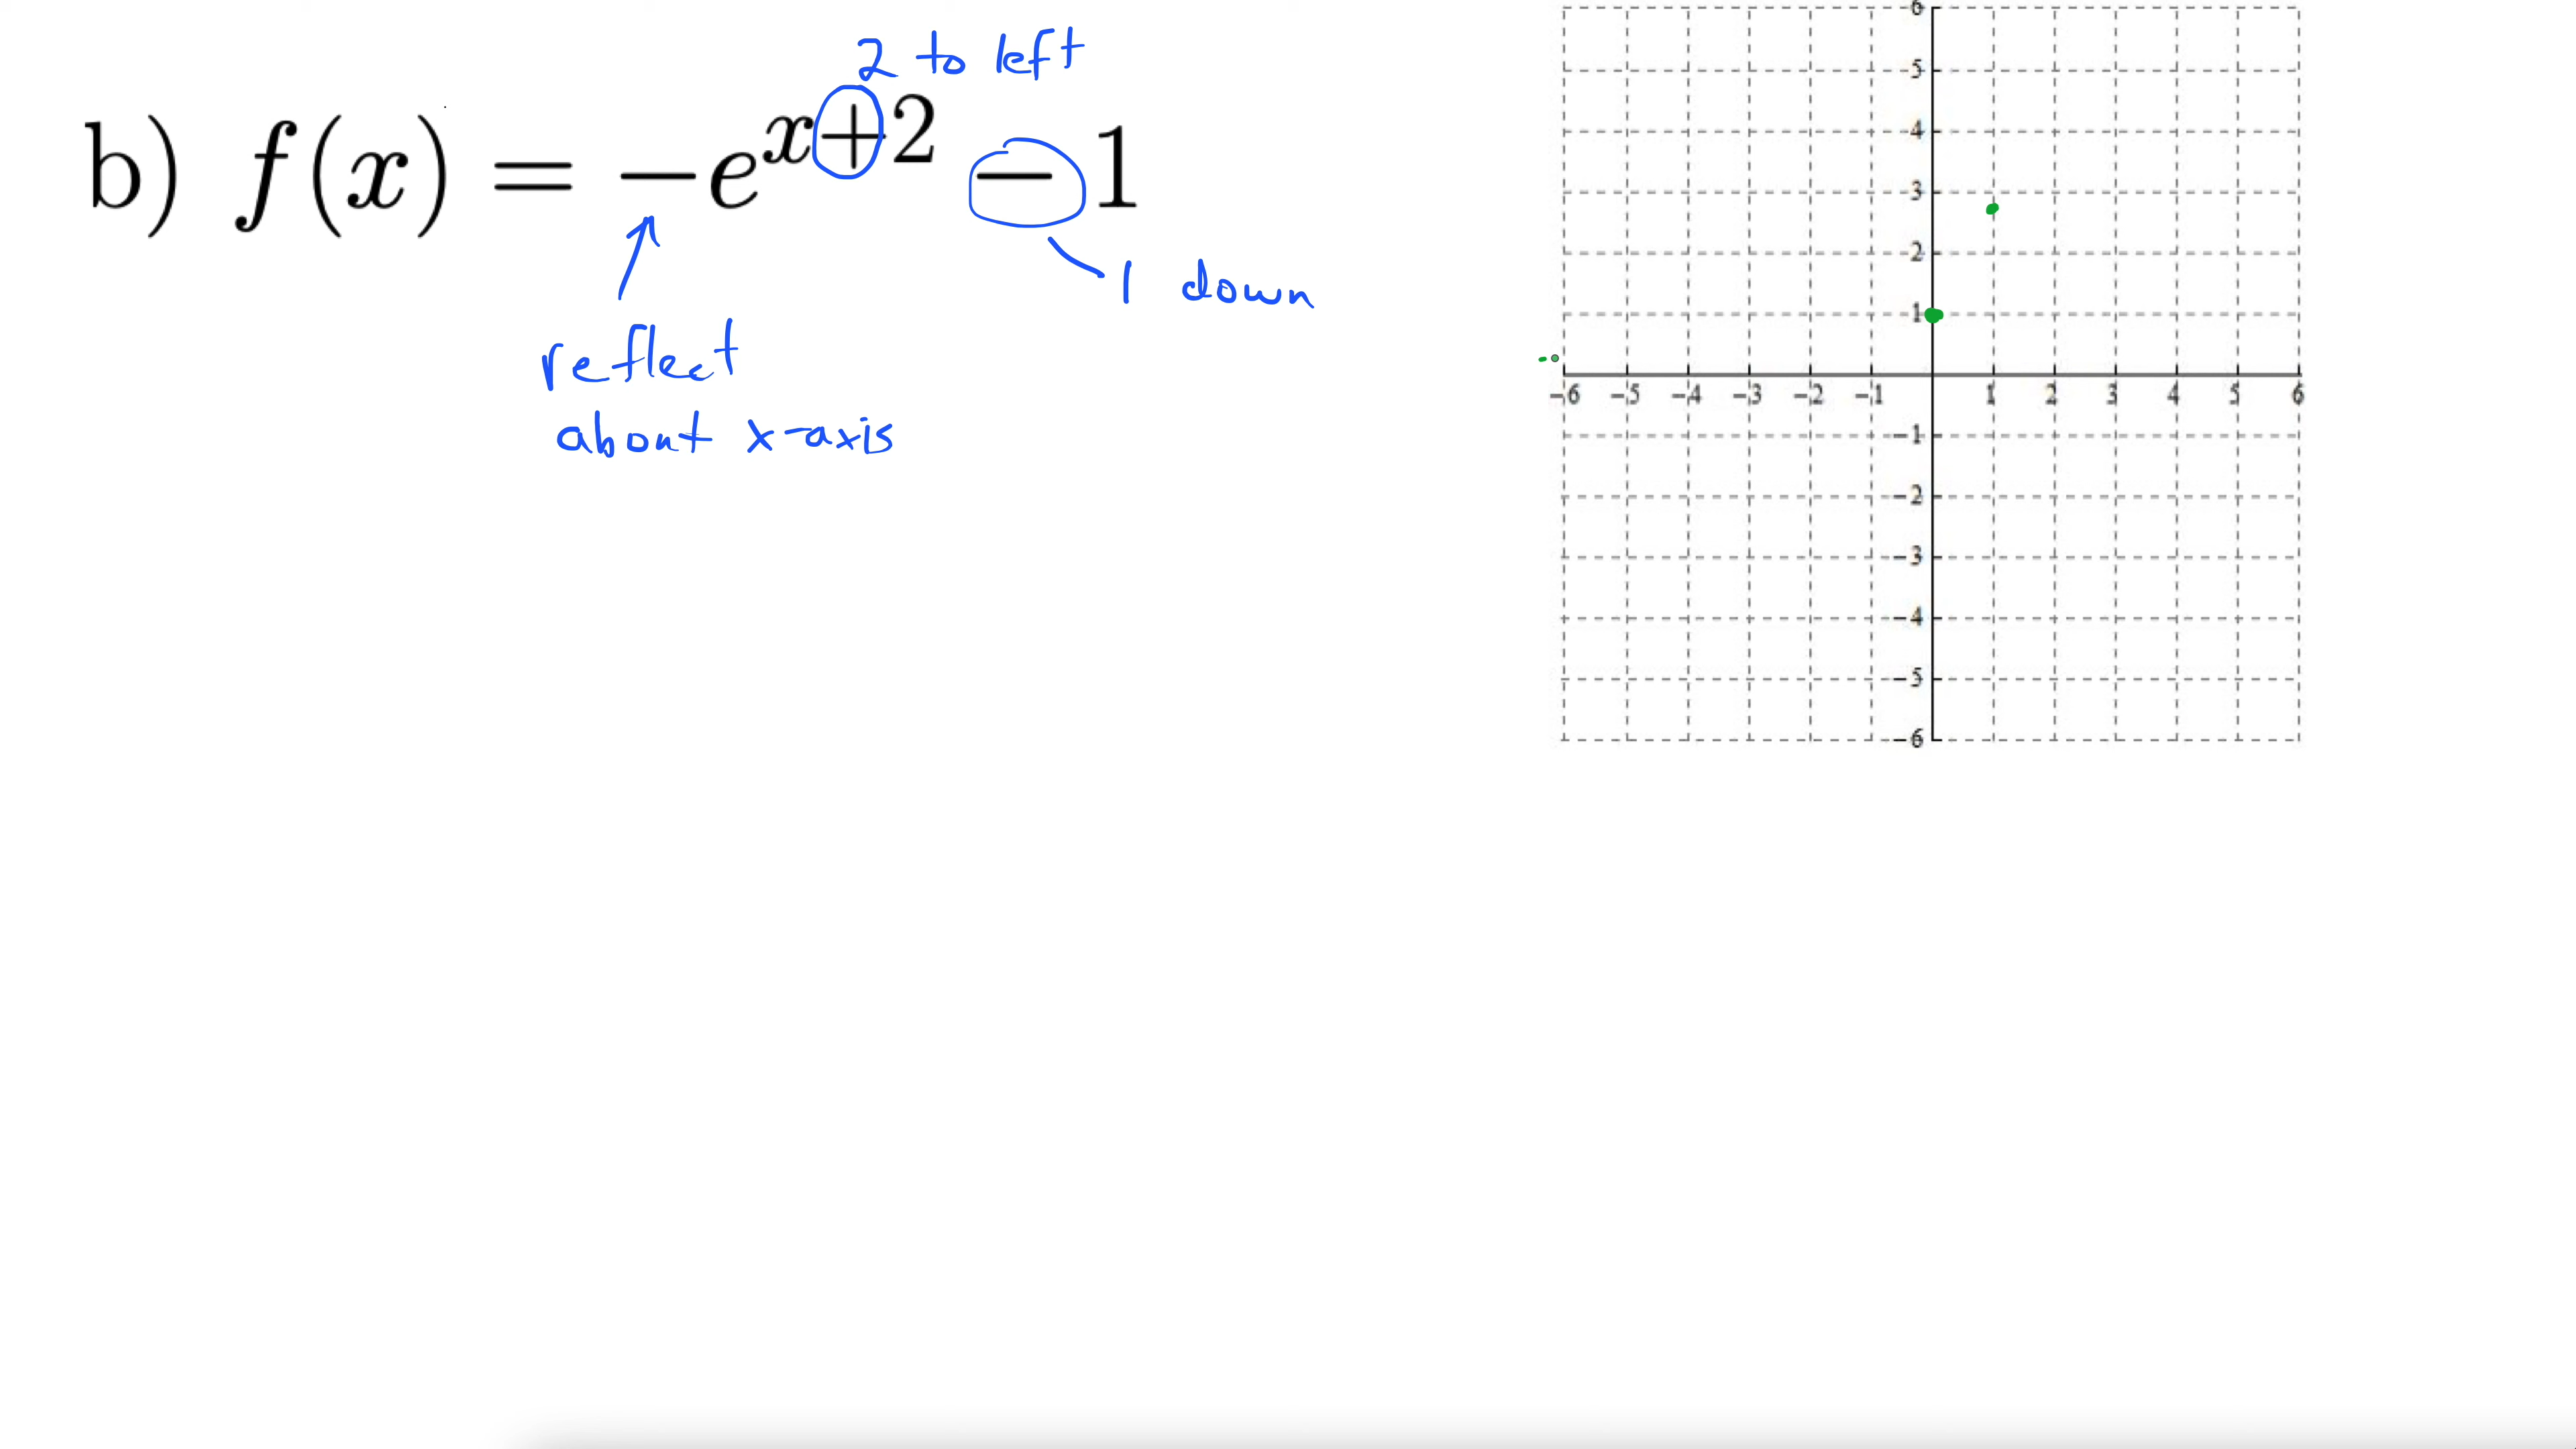 2 to left
b) f(x) = −e^{x+2} − 1
1 down
reflect
about x-axis
6
5
4
3
2
1
−6 −5 −4 −3 −2 −1 1 2 3 4 5 6
−1
−2
−3
−4
−5
−6